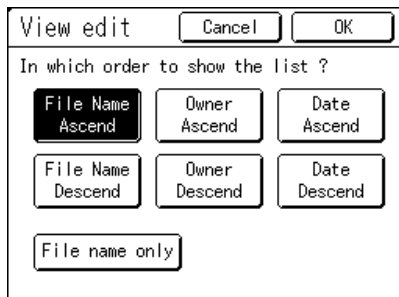 View edit Cancel OK
In which order to show the list ?
File Name Owner Date
Ascend Ascend Ascend
File Name Owner Date
Descend Descend Descend
File name only